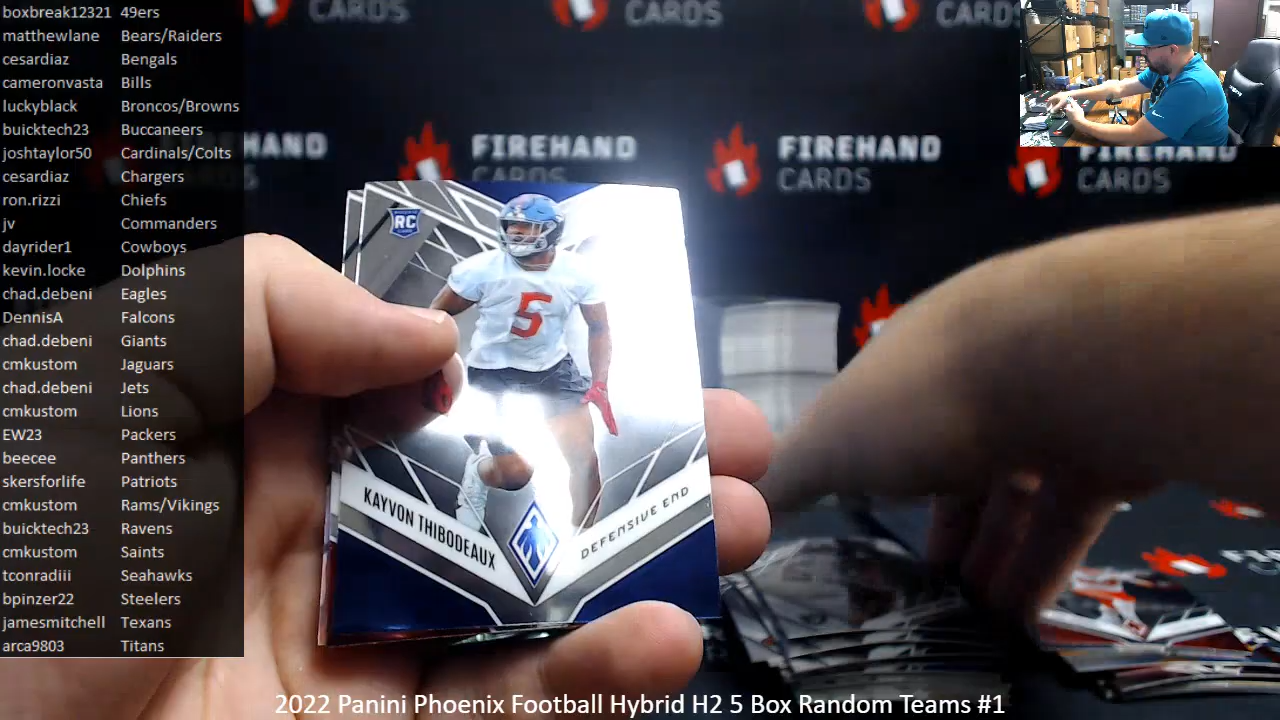 boxbreak12321 49ers
matthewlane Bears/Raiders
cesardiaz Bengals
cameronvasta Bills
luckyblack Broncos/Browns
buicktech23 Buccaneers
joshtaylor50 Cardinals/Colts
cesardiaz Chargers
ron.rizzi Chiefs
jv Commanders
dayrider1 Cowboys
kevin.locke Dolphins
chad.debeni Eagles
DennisA Falcons
chad.debeni Giants
cmkustom Jaguars
chad.debeni Jets
cmkustom Lions
EW23 Packers
beecee Panthers
skersforlife Patriots
cmkustom Rams/Vikings
buicktech23 Ravens
cmkustom Saints
tconradiii Seahawks
bpinzer22 Steelers
jamesmitchell Texans
arca9803 Titans
CARDS
CARDS
CARDS
HAND
FIREHAND
CARDS
FIREHAND
CARDS
FIREHAND
CARDS
RC
5
KAYVON THIBODEAUX
DEFENSIVE END
2022 Panini Phoenix Football Hybrid H2 5 Box Random Teams #1